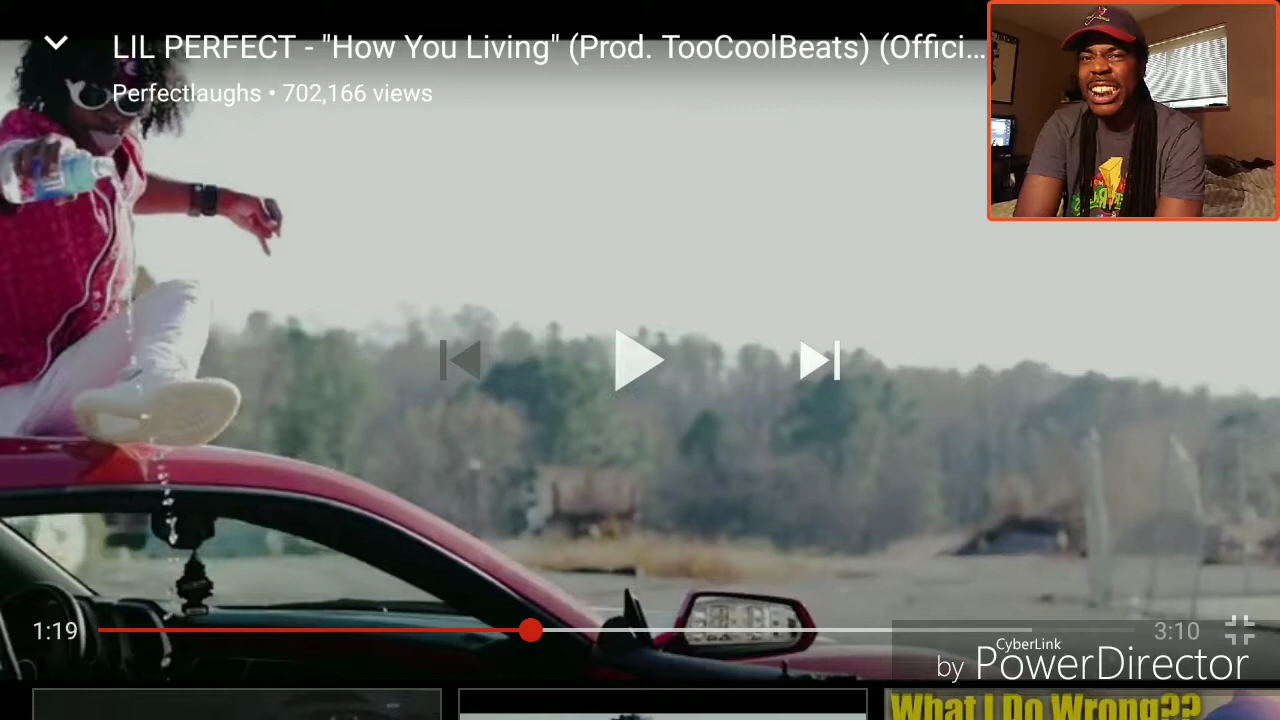 LIL PERFECT - "How You Living" (Prod. TooCoolBeats) (Offici...
Perfectlaughs • 702,166 views
1:19
3:10
CyberLink
by PowerDirector
What I Do Wrong??